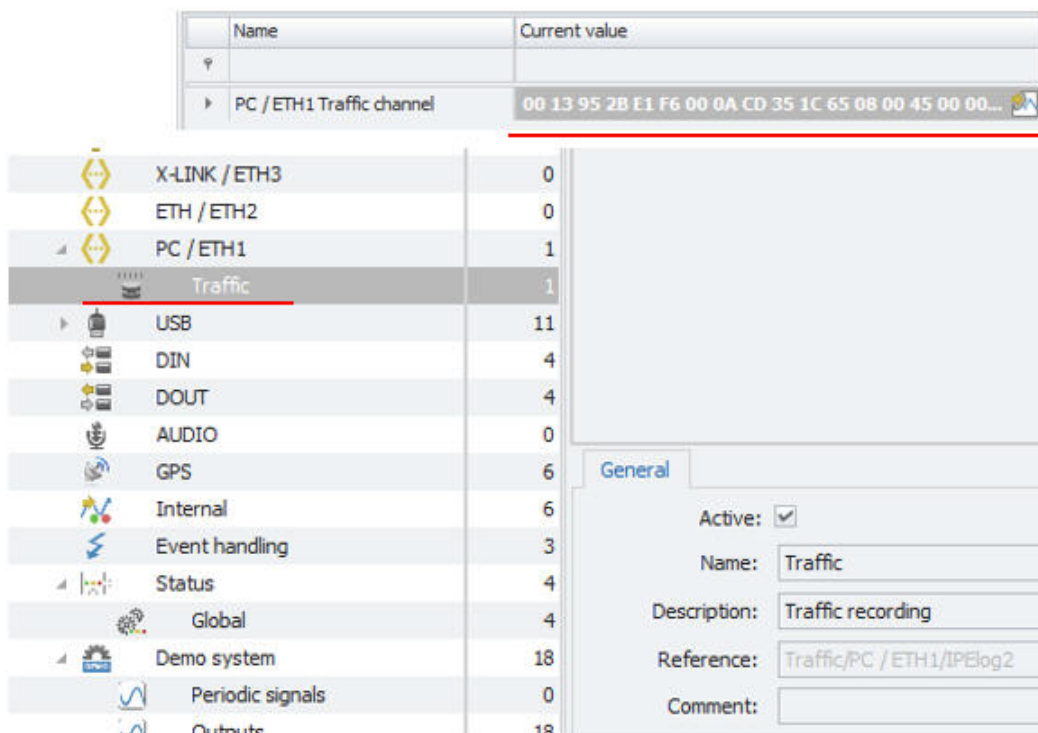 Name Current value
PC / ETH1 Traffic channel 00 13 95 2B E1 F6 00 0A CD 35 1C 65 08 00 45 00 00...
X-LINK / ETH3 0
ETH / ETH2 0
PC / ETH1 1
Traffic 1
USB 11
DIN 4
DOUT 4
AUDIO 0
GPS 6
Internal 6
Event handling 3
Status 4
Global 4
Demo system 18
Periodic signals 0
Outputs 18
General
Active:
Name: Traffic
Description: Traffic recording
Reference: Traffic/PC / ETH1/IPElog2
Comment: